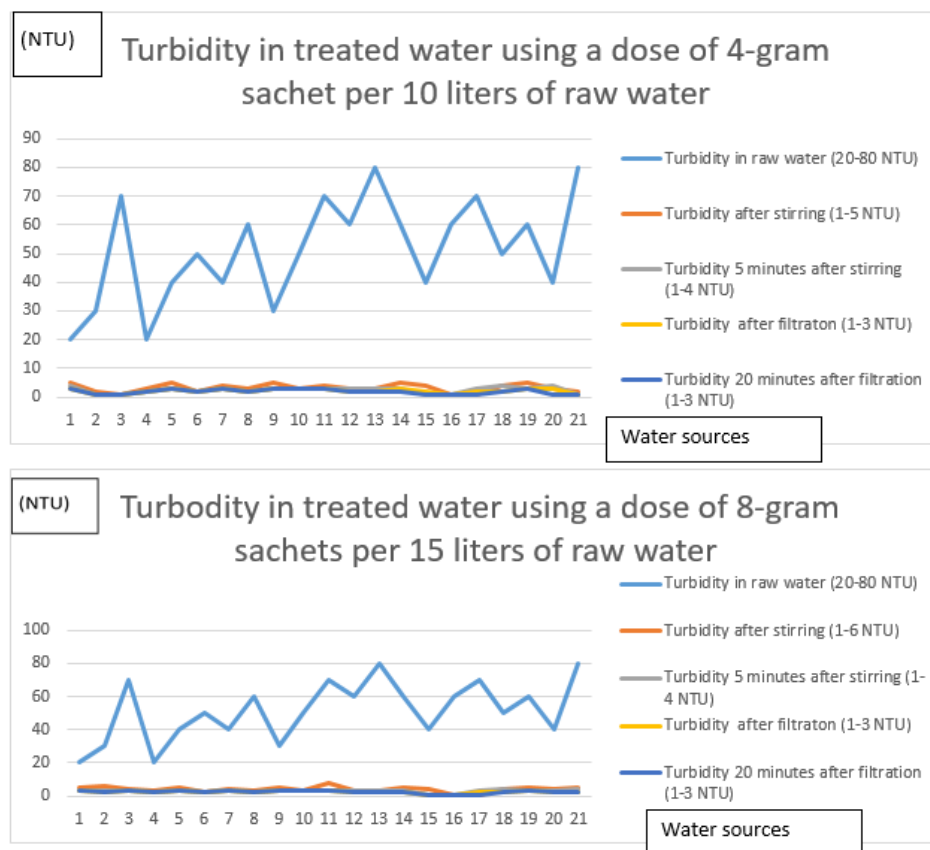 (NTU)
Turbidity in treated water using a dose of 4-gram
sachet per 10 liters of raw water
90
80
70
60
50
40
30
20
10
0
1 2 3 4 5 6 7 8 9 10 11 12 13 14 15 16 17 18 19 20 21
Turbidity in raw water (20-80 NTU)
Turbidity after stirring (1-5 NTU)
Turbidity 5 minutes after stirring
(1-4 NTU)
Turbidity after filtraton (1-3 NTU)
Turbidity 20 minutes after filtration
(1-3 NTU)
Water sources
(NTU)
Turbodity in treated water using a dose of 8-gram
sachets per 15 liters of raw water
100
80
60
40
20
0
1 2 3 4 5 6 7 8 9 10 11 12 13 14 15 16 17 18 19 20 21
Turbidity in raw water (20-80 NTU)
Turbidity after stirring (1-6 NTU)
Turbidity 5 minutes after stirring (1-
4 NTU)
Turbidity after filtraton (1-3 NTU)
Turbidity 20 minutes after filtration
(1-3 NTU)
Water sources